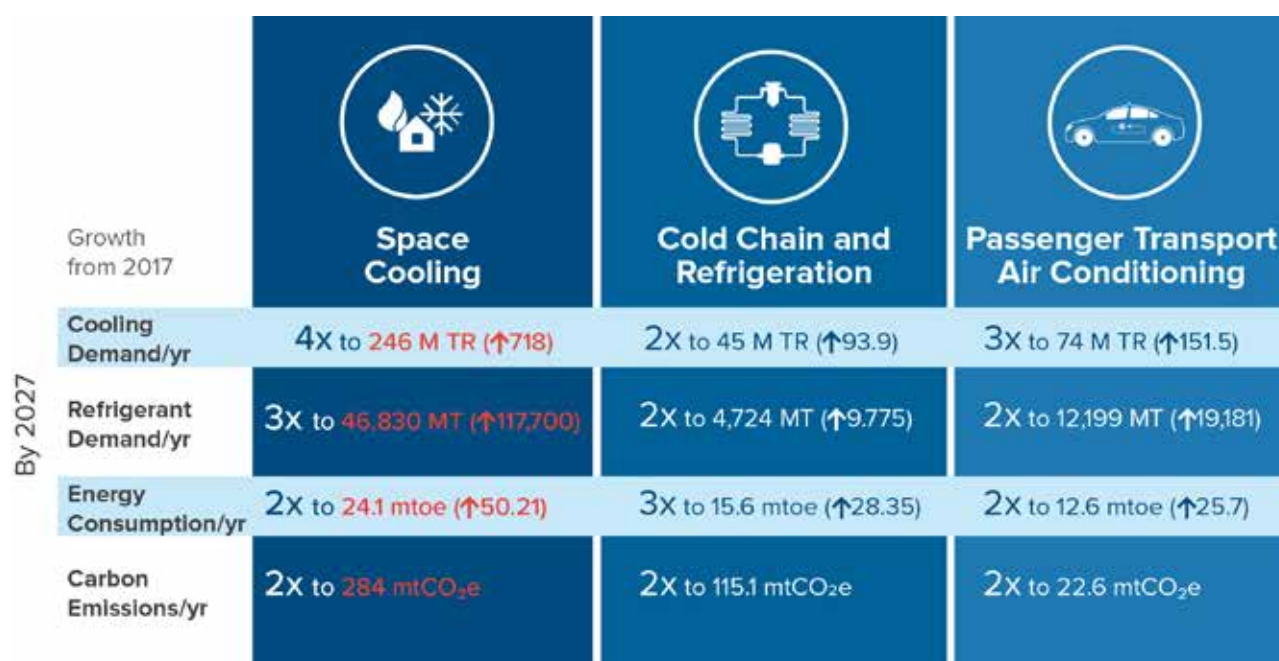 Growth
from 2017
Space
Cooling
Cold Chain and
Refrigeration
Passenger Transport
Air Conditioning
By 2027
Cooling
Demand/yr
4X to 246 M TR (↑718)
2X to 45 M TR (↑93.9)
3X to 74 M TR (↑151.5)
Refrigerant
Demand/yr
3X to 46,830 MT (↑117,700)
2X to 4,724 MT (↑9.775)
2X to 12,199 MT (↑19,181)
Energy
Consumption/yr
2X to 24.1 mtoe (↑50.21)
3X to 15.6 mtoe (↑28.35)
2X to 12.6 mtoe (↑25.7)
Carbon
Emissions/yr
2X to 284 mtCO₂e
2X to 115.1 mtCO₂e
2X to 22.6 mtCO₂e